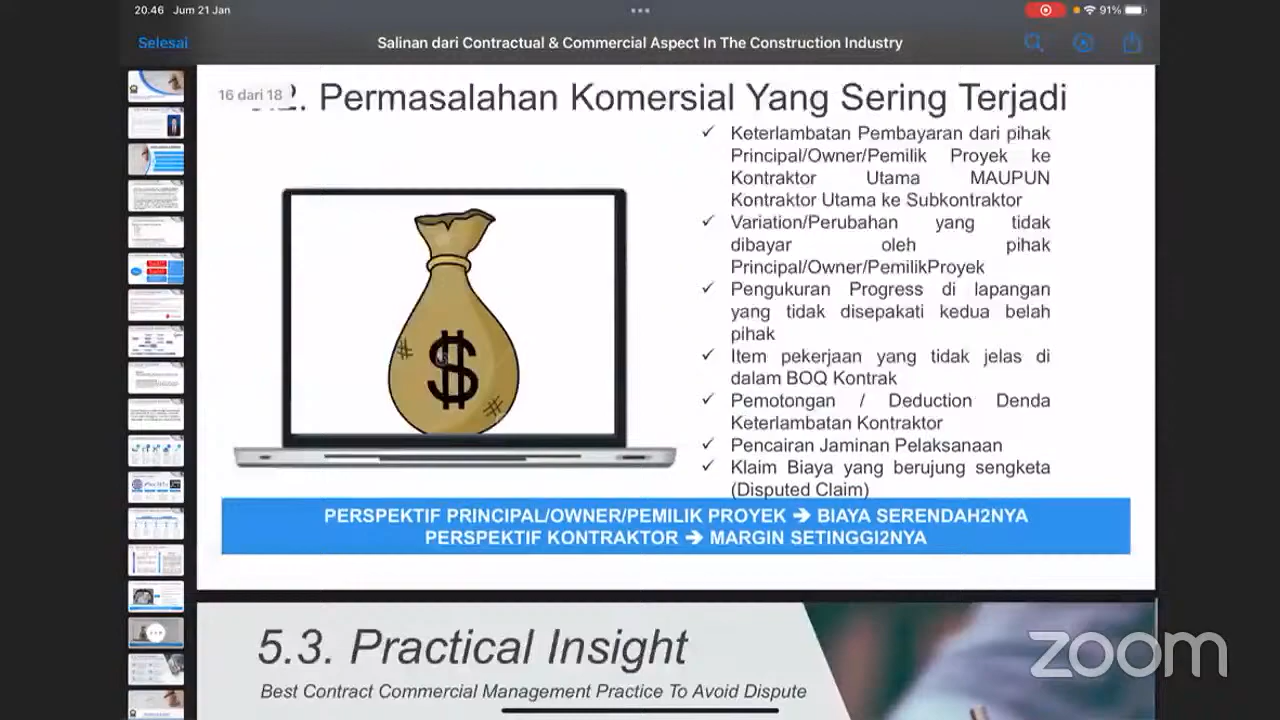 20.46 Jum 21 Jan
91%
Selesai
Salinan dari Contractual & Commercial Aspect In The Construction Industry
16 dari 18
2. Permasalahan Komersial Yang Sering Terjadi
✓ Keterlambatan Pembayaran dari pihak
Principal/Owner/Pemilik Proyek ke
Kontraktor Utama MAUPUN
Kontraktor Utama ke Subkontraktor
✓ Variation/Perubahan yang tidak
dibayar oleh pihak
Principal/Owner/PemilikProyek
✓ Pengukuran Progress di lapangan
yang tidak disepakati kedua belah
pihak
✓ Item pekerjaan yang tidak jelas di
dalam BOQ Kontrak
✓ Pemotongan / Deduction Denda
Keterlambatan Kontraktor
✓ Pencairan Jaminan Pelaksanaan
✓ Klaim Biaya yang berujung sengketa
(Disputed Claim)
$
PERSPEKTIF PRINCIPAL/OWNER/PEMILIK PROYEK → BIAYA SERENDAH2NYA
PERSPEKTIF KONTRAKTOR → MARGIN SETINGGI2NYA
5.3. Practical Insight
Best Contract Commercial Management Practice To Avoid Dispute
zoom